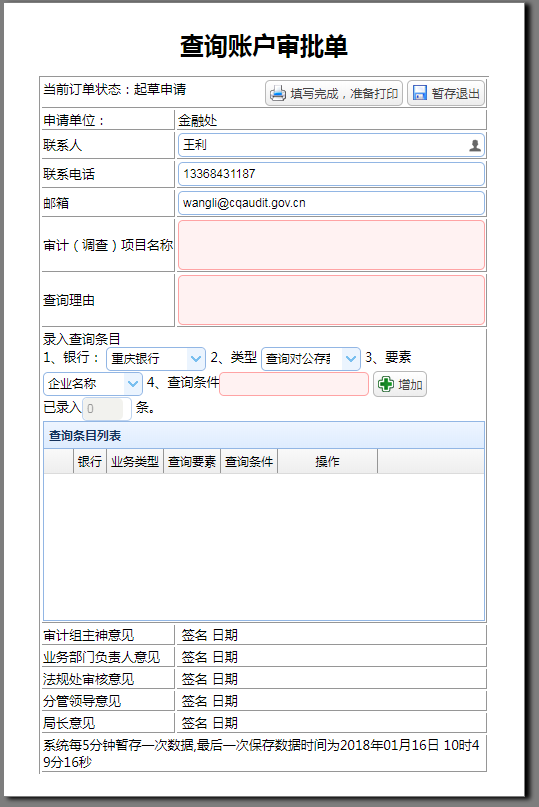 查询账户审批单
当前订单状态：起草申请 填写完成，准备打印 暂存退出
申请单位： 金融处
联系人 王利
联系电话 13368431187
邮箱 wangli@cqaudit.gov.cn
审计（调查）项目名称
查询理由
录入查询条目
1、银行： 重庆银行 2、类型 查询对公存款 3、要素
企业名称 4、查询条件 增加
已录入 0 条。
查询条目列表
银行 业务类型 查询要素 查询条件 操作
审计组主神意见 签名 日期
业务部门负责人意见 签名 日期
法规处审核意见 签名 日期
分管领导意见 签名 日期
局长意见 签名 日期
系统每5分钟暂存一次数据,最后一次保存数据时间为2018年01月16日 10时4
9分16秒